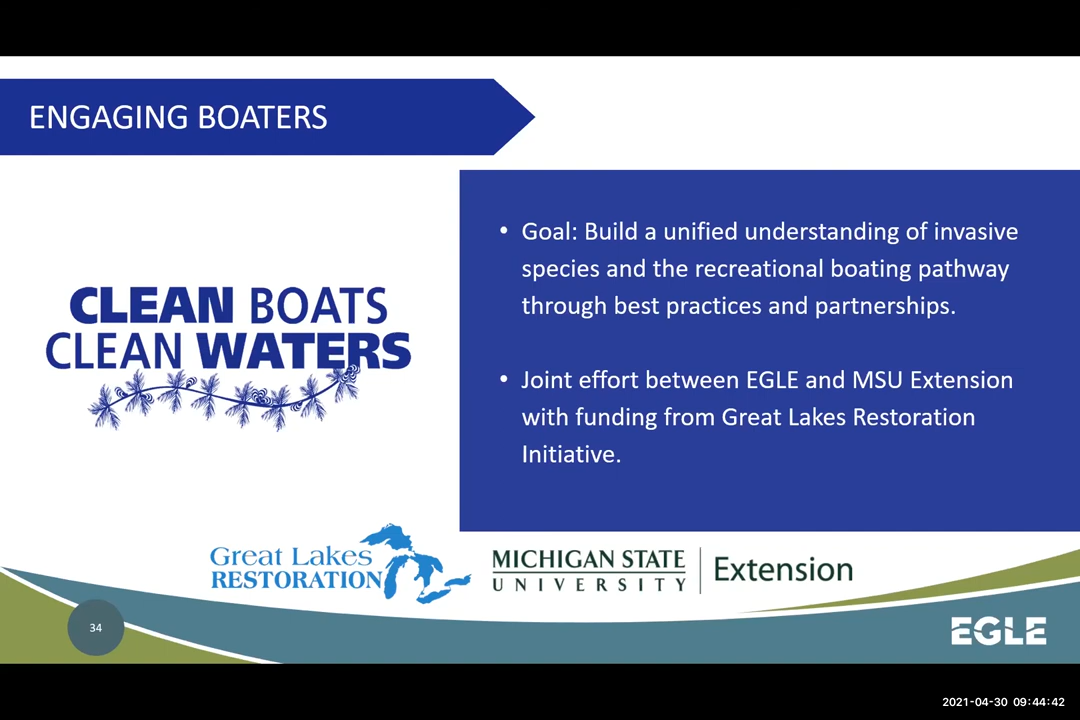 ENGAGING BOATERS
• Goal: Build a unified understanding of invasive
species and the recreational boating pathway
through best practices and partnerships.
• Joint effort between EGLE and MSU Extension
with funding from Great Lakes Restoration
Initiative.
CLEAN BOATS
CLEAN WATERS
Great Lakes
RESTORATION
MICHIGAN STATE
UNIVERSITY
Extension
34
EGLE
2021-04-30 09:44:42